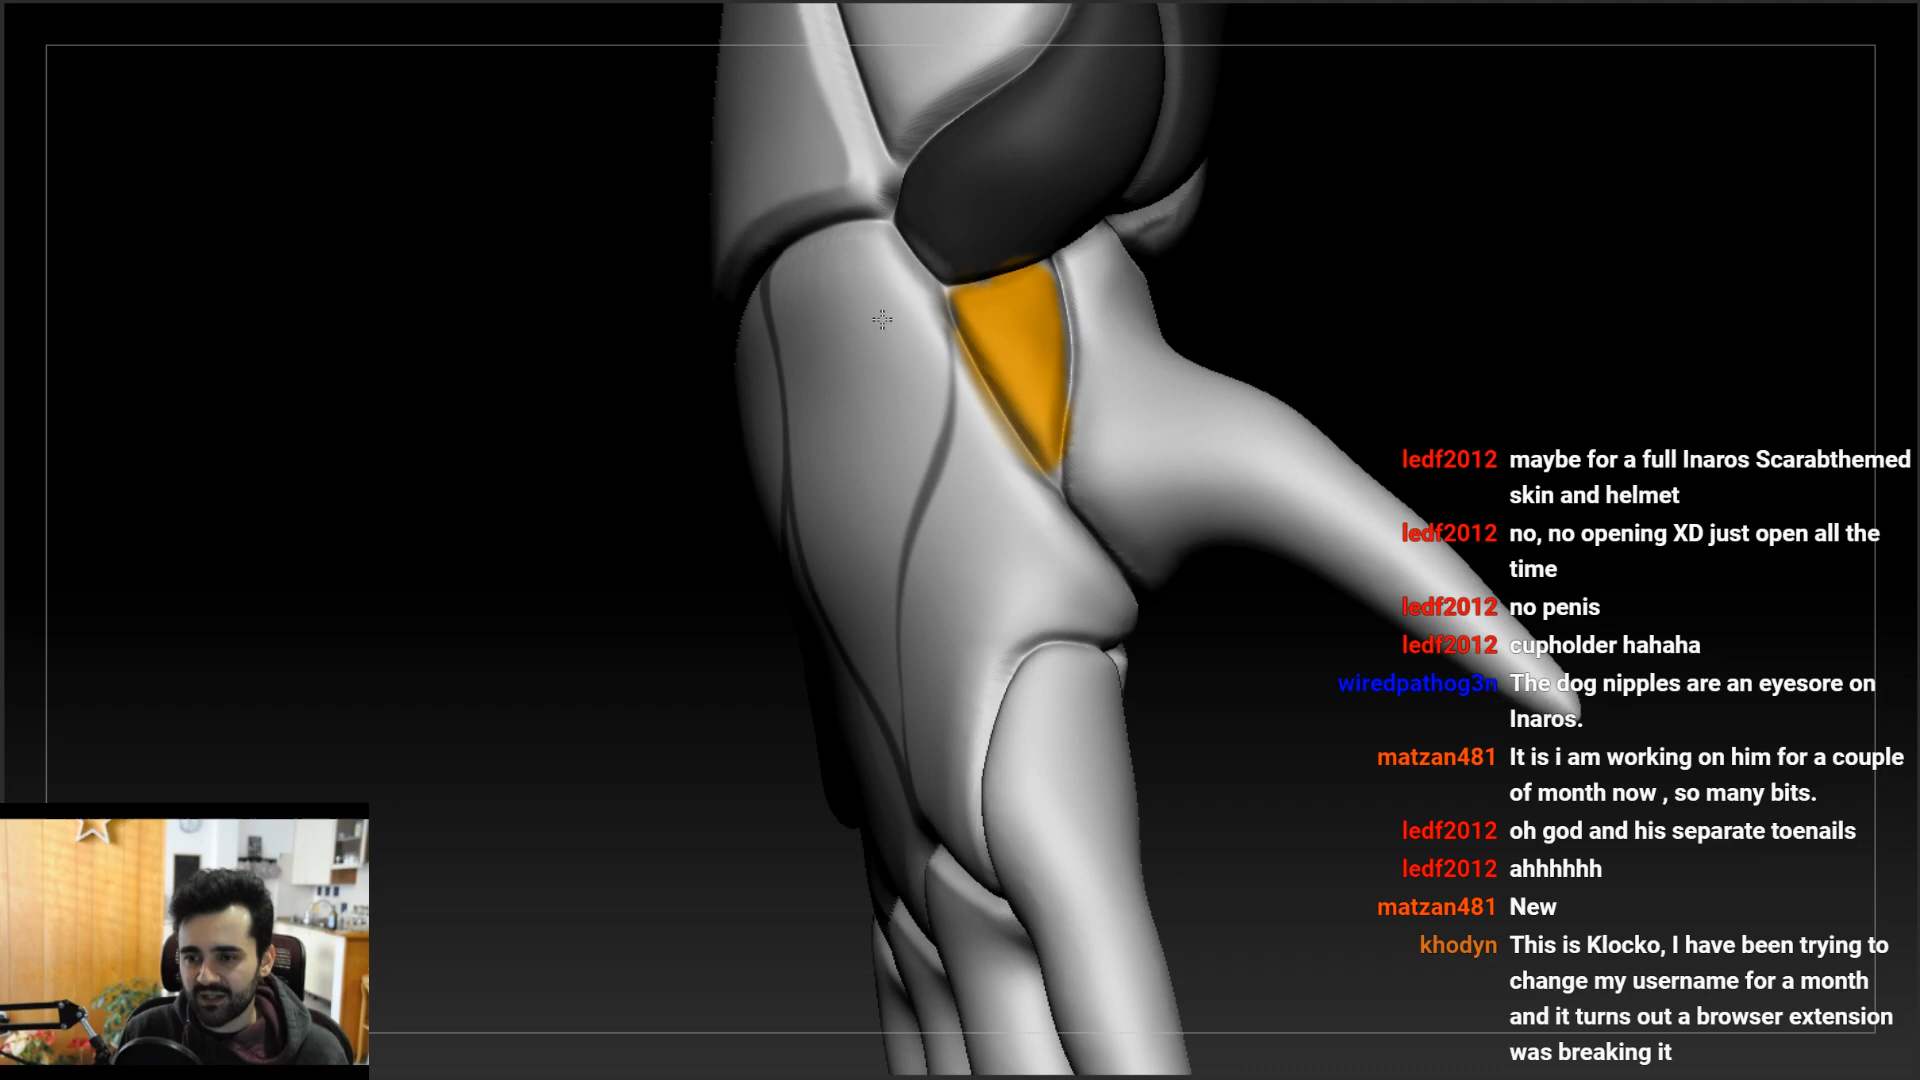 ledf2012 maybe for a full Inaros Scarabthemed
skin and helmet
ledf2012 no, no opening XD just open all the
time
ledf2012 no penis
ledf2012 cupholder hahaha
wiredpathog3n The dog nipples are an eyesore on
Inaros.
matzan481 It is i am working on him for a couple
of month now , so many bits.
ledf2012 oh god and his separate toenails
ledf2012 ahhhhhh
matzan481 New
khodyn This is Klocko, I have been trying to
change my username for a month
and it turns out a browser extension
was breaking it